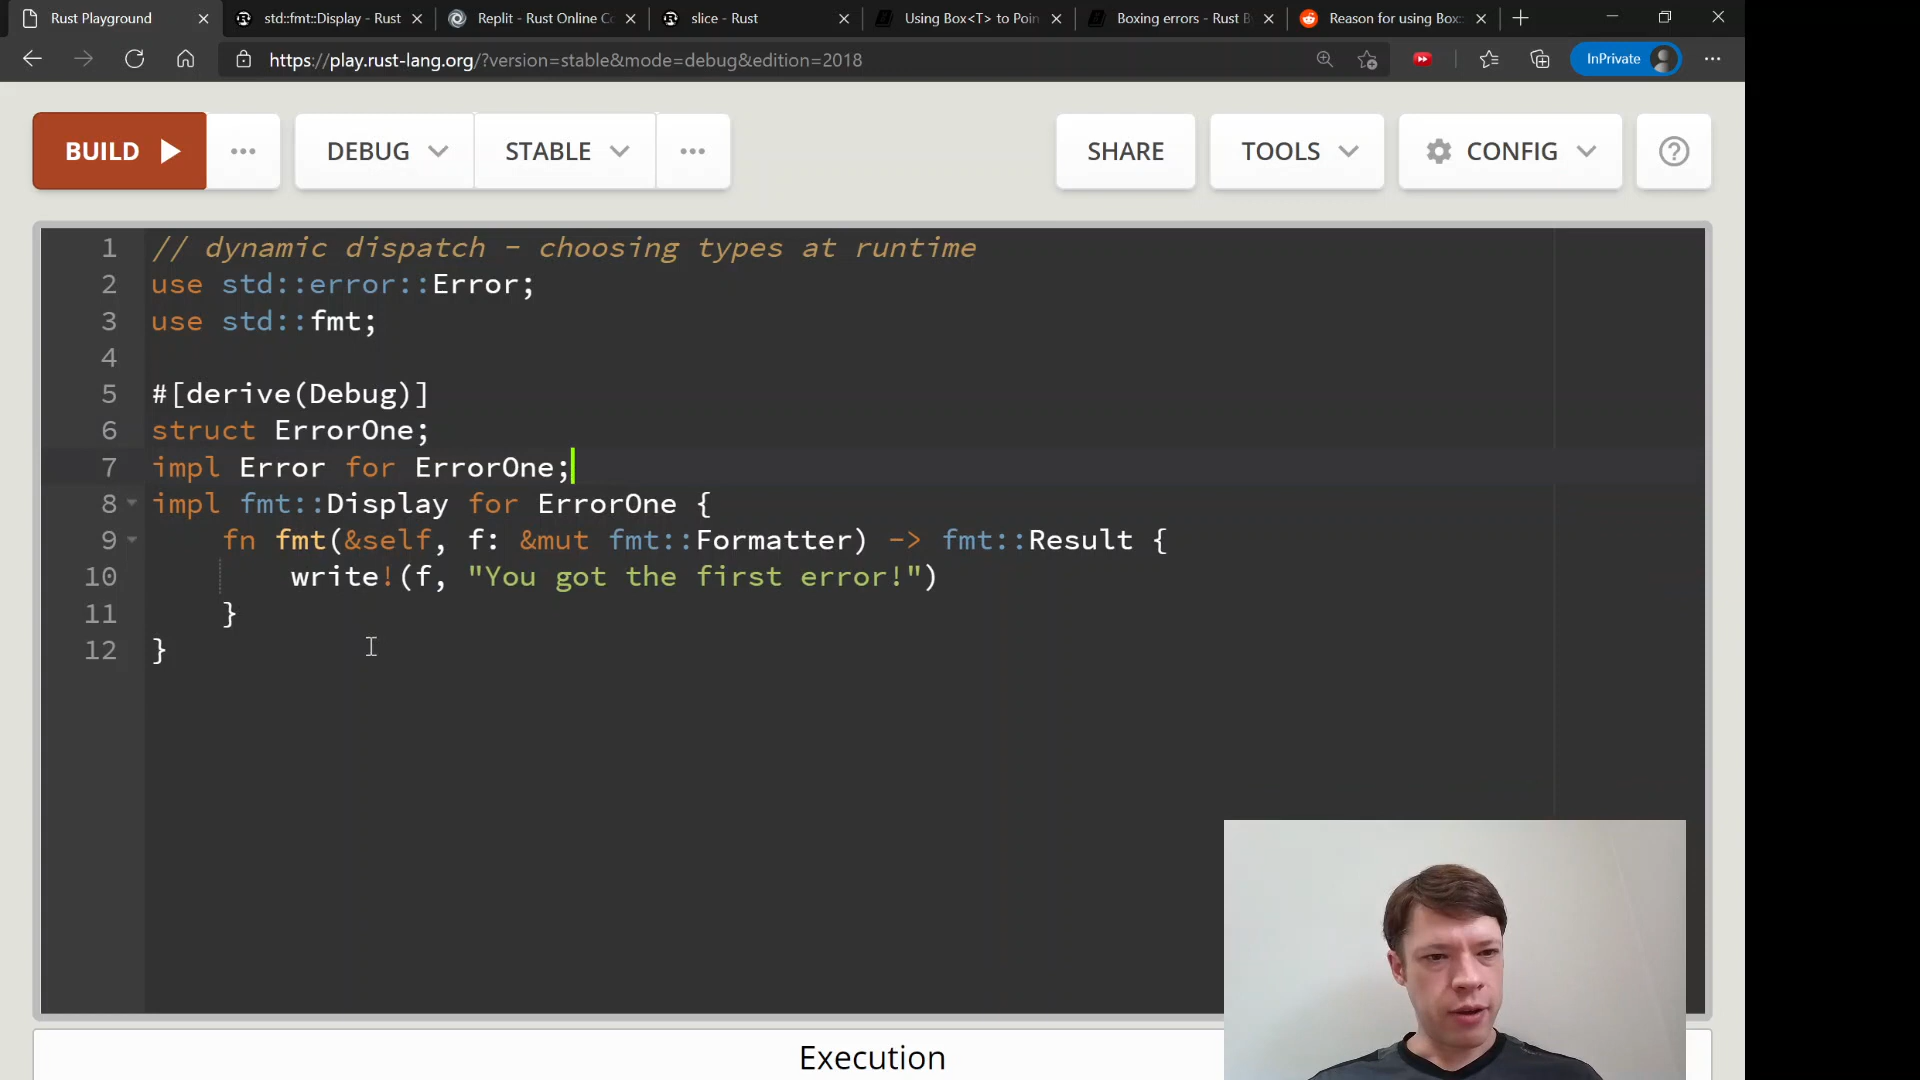 Rust Playground
std::fmt::Display - Rust
Replit - Rust Online Co
slice - Rust
Using Box<T> to Poin
Boxing errors - Rust B
Reason for using Box:
https://play.rust-lang.org/?version=stable&mode=debug&edition=2018
InPrivate
BUILD
DEBUG
STABLE
SHARE
TOOLS
CONFIG
1 // dynamic dispatch - choosing types at runtime
2 use std::error::Error;
3 use std::fmt;
4
5 #[derive(Debug)]
6 struct ErrorOne;
7 impl Error for ErrorOne;
8 impl fmt::Display for ErrorOne {
9     fn fmt(&self, f: &mut fmt::Formatter) -> fmt::Result {
10         write!(f, "You got the first error!")
11     }
12 }
Execution